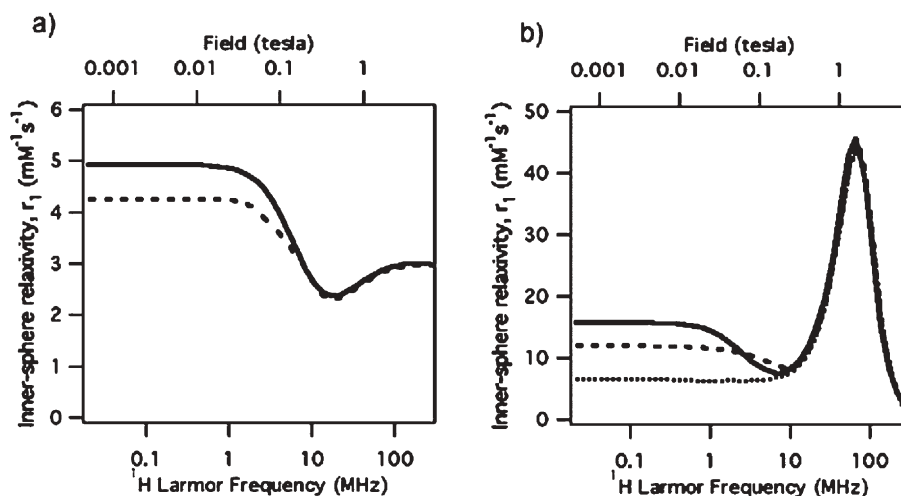 a)
Field (tesla)
0.001 0.01 0.1 1
6
5
4
3
2
1
0
Inner-sphere relaxivity, r1 (mM-1s-1)
0.1 1 10 100
1H Larmor Frequency (MHz)
b)
Field (tesla)
0.001 0.01 0.1 1
50
40
30
20
10
0
Inner-sphere relaxivity, r1 (mM-1s-1)
0.1 1 10 100
1H Larmor Frequency (MHz)